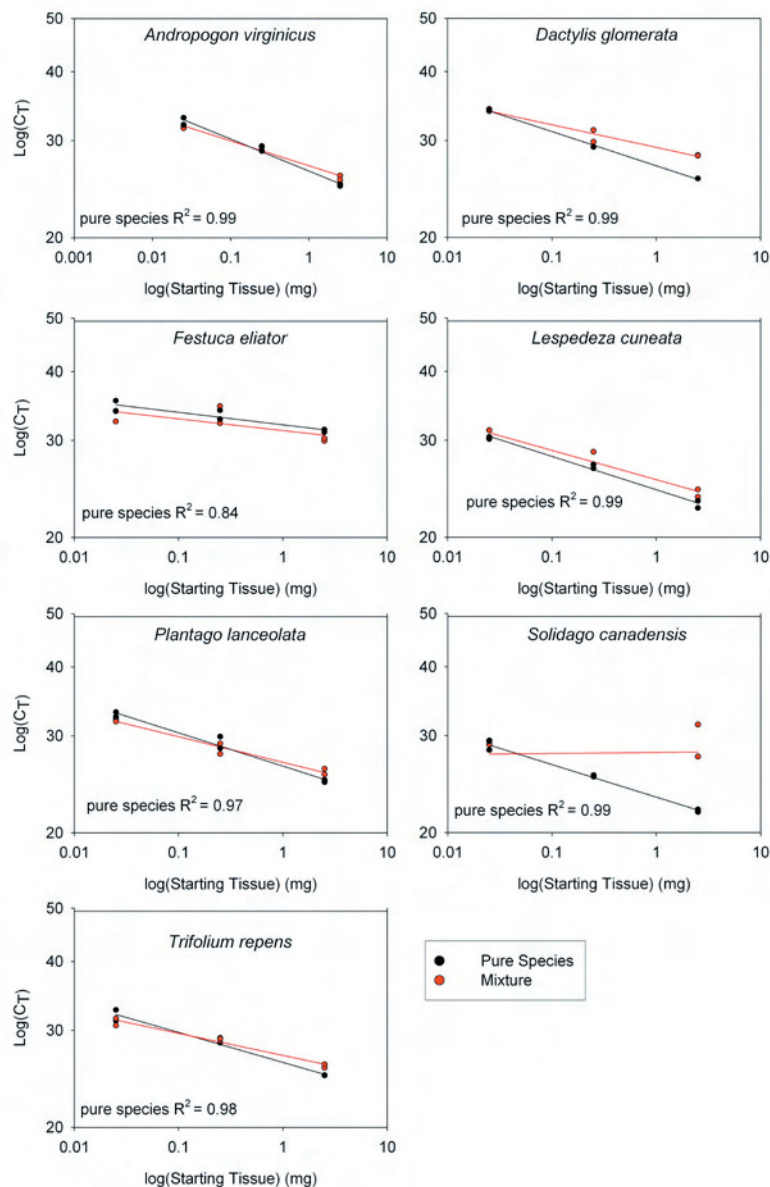 50
Andropogon virginicus
40
Log(CT)
30
pure species R2 = 0.99
20
0.001 0.01 0.1 1 10
log(Starting Tissue) (mg)
50
Dactylis glomerata
40
30
pure species R2 = 0.99
20
0.01 0.1 1 10
log(Starting Tissue) (mg)
50
Festuca eliator
40
Log(CT)
30
pure species R2 = 0.84
20
0.01 0.1 1 10
log(Starting Tissue) (mg)
50
Lespedeza cuneata
40
30
pure species R2 = 0.99
20
0.01 0.1 1 10
log(Starting Tissue) (mg)
50
Plantago lanceolata
40
Log(CT)
30
pure species R2 = 0.97
20
0.01 0.1 1 10
log(Starting Tissue) (mg)
50
Solidago canadensis
40
30
pure species R2 = 0.99
20
0.01 0.1 1 10
log(Starting Tissue) (mg)
50
Trifolium repens
40
Log(CT)
30
pure species R2 = 0.98
20
0.01 0.1 1 10
log(Starting Tissue) (mg)
Pure Species
Mixture